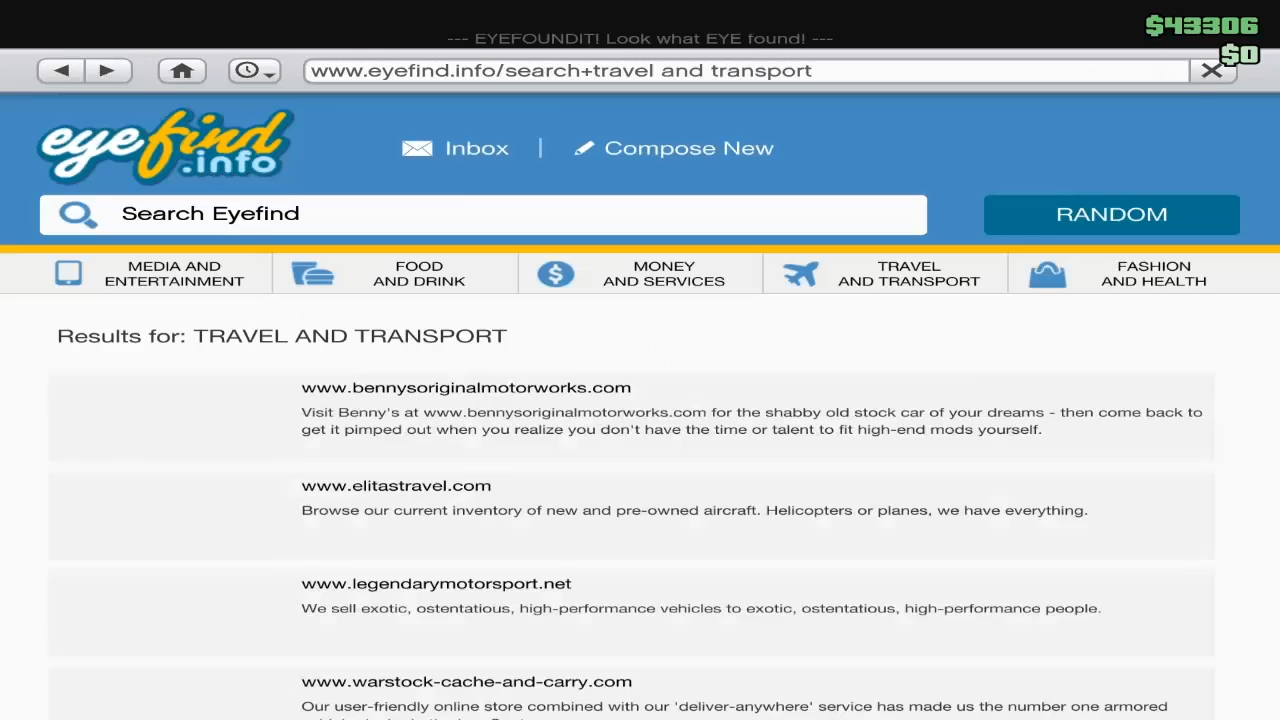 $43306
--- EYEFOUNDIT! Look what EYE found! ---
$0
www.eyefind.info/search+travel and transport
eyefind.info
Inbox | Compose New
Search Eyefind
RANDOM
MEDIA AND ENTERTAINMENT
FOOD AND DRINK
MONEY AND SERVICES
TRAVEL AND TRANSPORT
FASHION AND HEALTH
Results for: TRAVEL AND TRANSPORT
www.bennysoriginalmotorworks.com
Visit Benny's at www.bennysoriginalmotorworks.com for the shabby old stock car of your dreams - then come back to
get it pimped out when you realize you don't have the time or talent to fit high-end mods yourself.
www.elitastravel.com
Browse our current inventory of new and pre-owned aircraft. Helicopters or planes, we have everything.
www.legendarymotorsport.net
We sell exotic, ostentatious, high-performance vehicles to exotic, ostentatious, high-performance people.
www.warstock-cache-and-carry.com
Our user-friendly online store combined with our 'deliver-anywhere' service has made us the number one armored